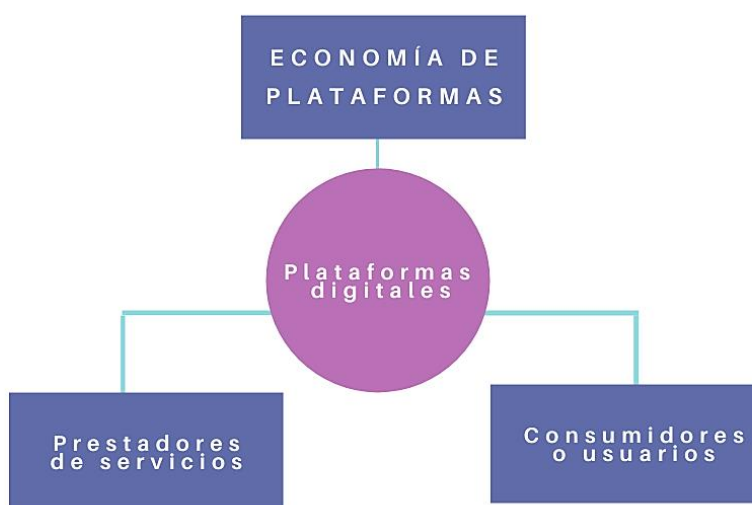 ECONOMÍA DE
PLATAFORMAS
Plataformas
digitales
Prestadores
de servicios
Consumidores
o usuarios